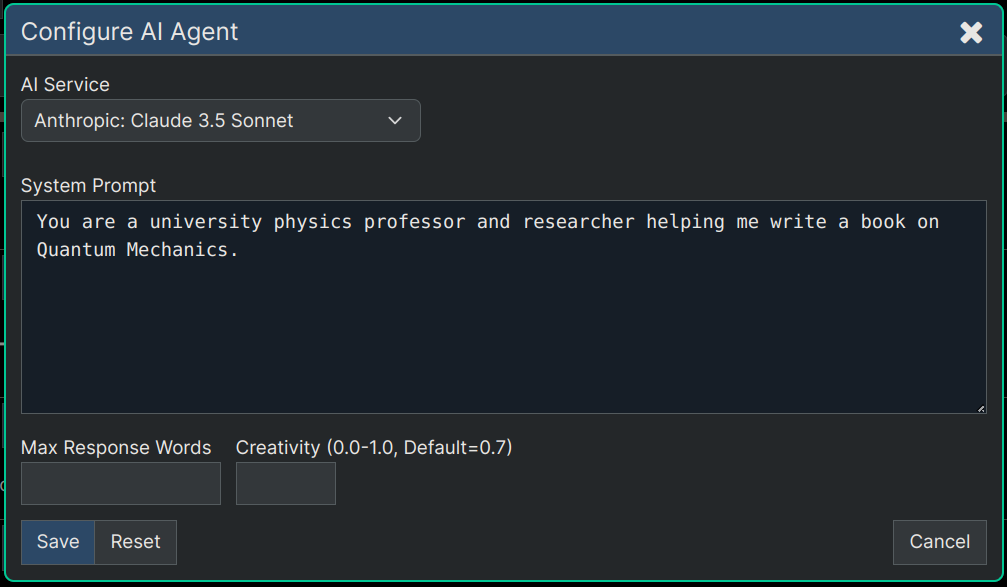 Configure AI Agent
AI Service
Anthropic: Claude 3.5 Sonnet
System Prompt
You are a university physics professor and researcher helping me write a book on
Quantum Mechanics.
Max Response Words Creativity (0.0-1.0, Default=0.7)
Save Reset Cancel